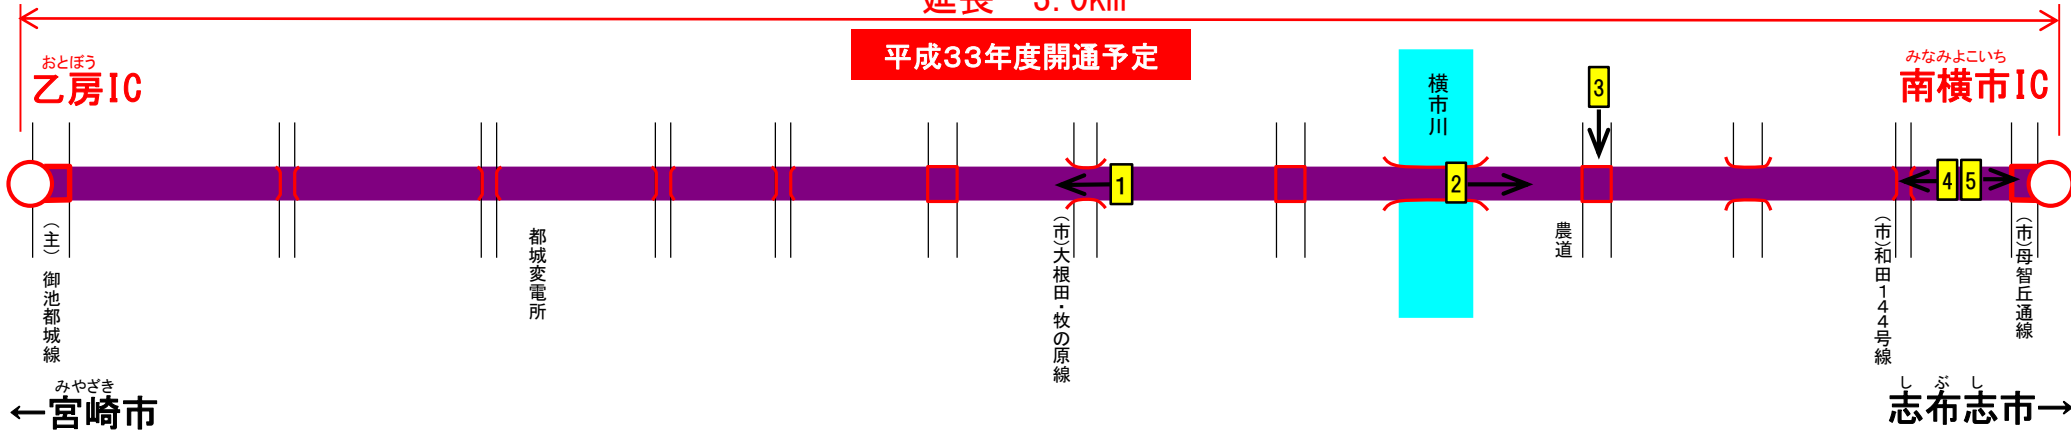 延長 3.0km
平成33年度開通予定
おとぼう
乙房IC
みなみよこいち
南横市IC
横市川
3
1
2
4
5
(主)御池都城線
都城変電所
(市)大根田・牧の原線
農道
(市)和田144号線
(市)母智丘通線
みやざき
←宮崎市
しぶし
志布志市→